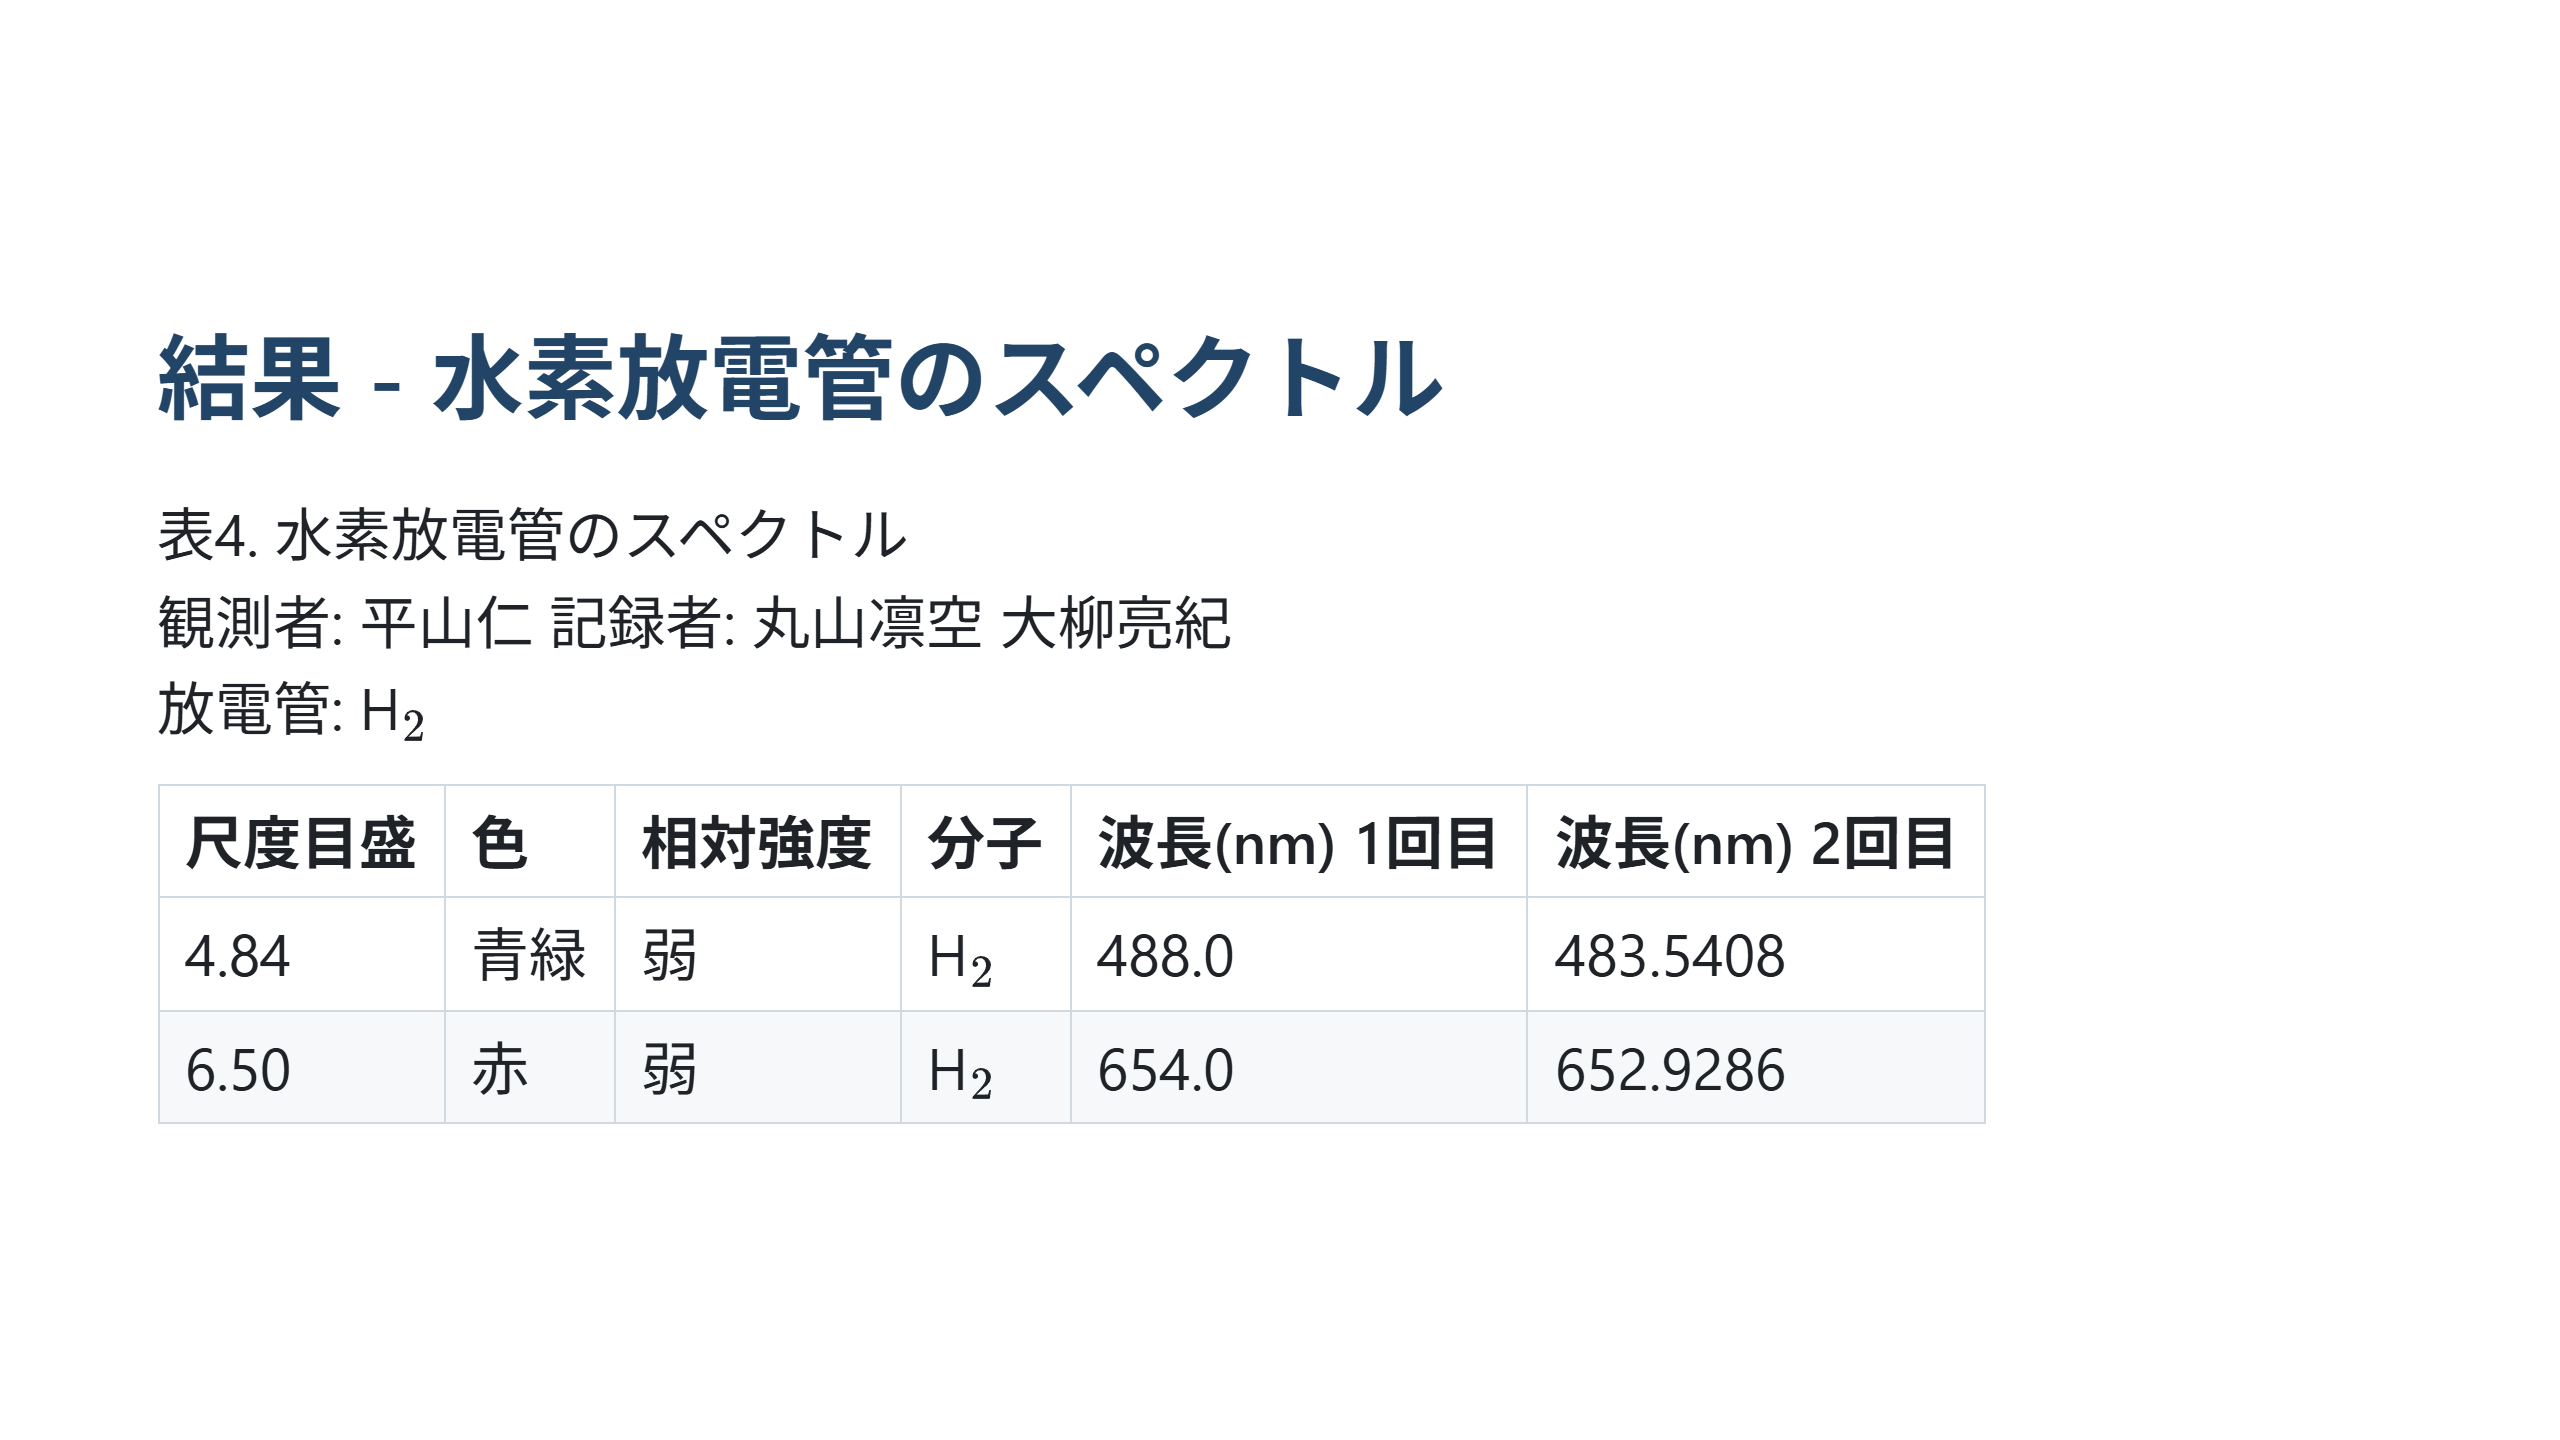 結果 - 水素放電管のスペクトル
表4. 水素放電管のスペクトル
観測者: 平山仁 記録者: 丸山凛空 大柳亮紀
放電管: H₂
尺度目盛 色 相対強度 分子 波長(nm) 1回目 波長(nm) 2回目
4.84 青緑 弱 H₂ 488.0 483.5408
6.50 赤 弱 H₂ 654.0 652.9286